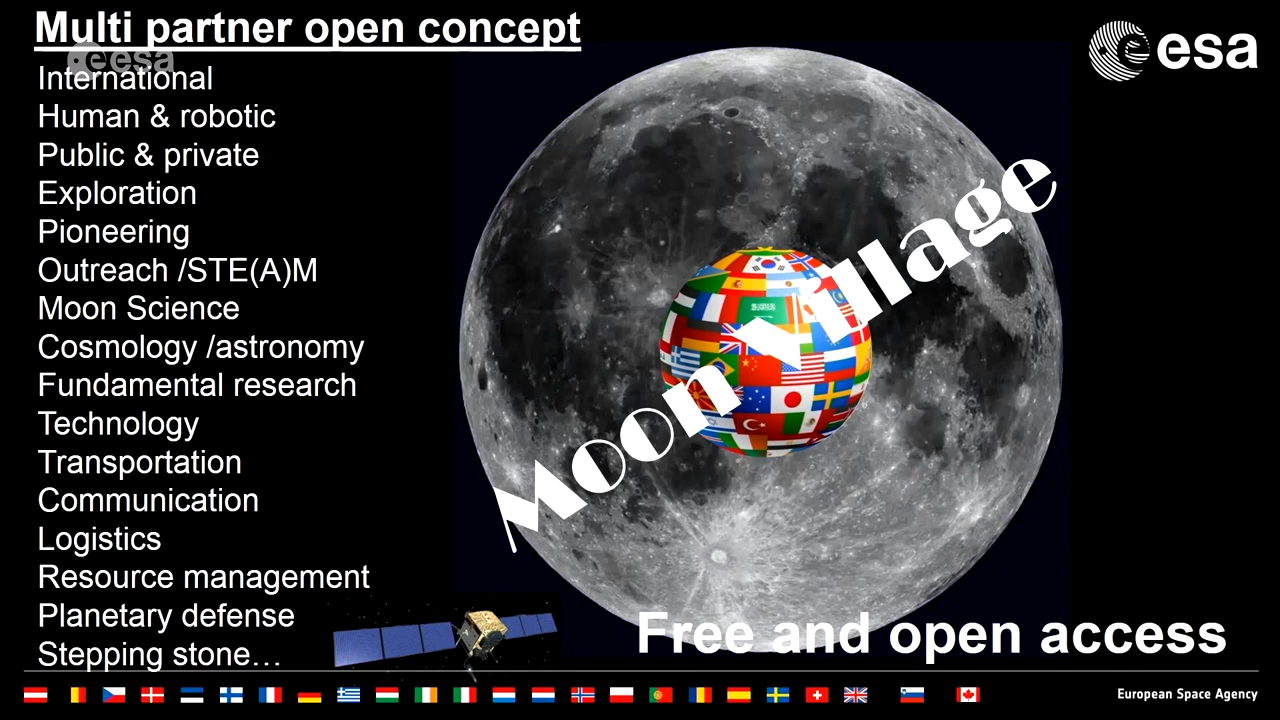 Multi partner open concept
esa
esa
International
Human & robotic
Public & private
Exploration
Pioneering
Outreach /STE(A)M
Moon Science
Cosmology /astronomy
Fundamental research
Technology
Transportation
Communication
Logistics
Resource management
Planetary defense
Stepping stone…
Moon Village
Free and open access
European Space Agency